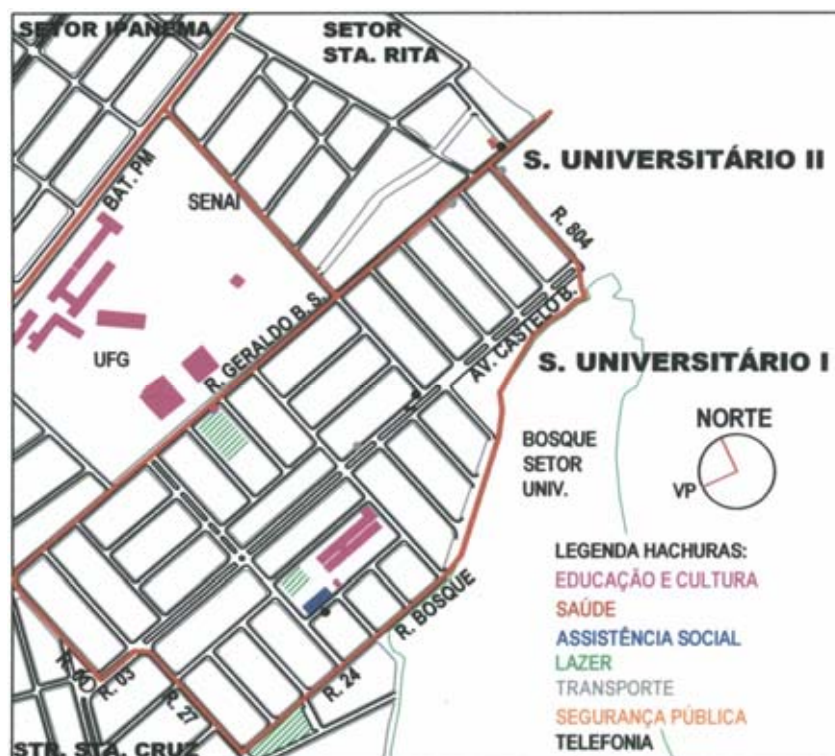 SETOR IPANEMA
SETOR
STA. RITA
S. UNIVERSITÁRIO II
BAT. PM
SENAI
R. 804
R. GERALDO B. S.
AV. CASTELO B.
UFG
S. UNIVERSITÁRIO I
BOSQUE
SETOR
UNIV.
NORTE
VP
LEGENDA HACHURAS:
EDUCAÇÃO E CULTURA
SAÚDE
ASSISTÊNCIA SOCIAL
LAZER
TRANSPORTE
SEGURANÇA PÚBLICA
TELEFONIA
R. BOSQUE
R. 24
R. 03
R. 27
STR. STA. CRUZ